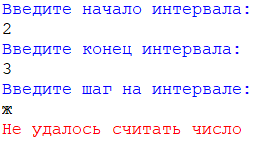 Введите начало интервала:
2
Введите конец интервала:
3
Введите шаг на интервале:
ж
Не удалось считать число